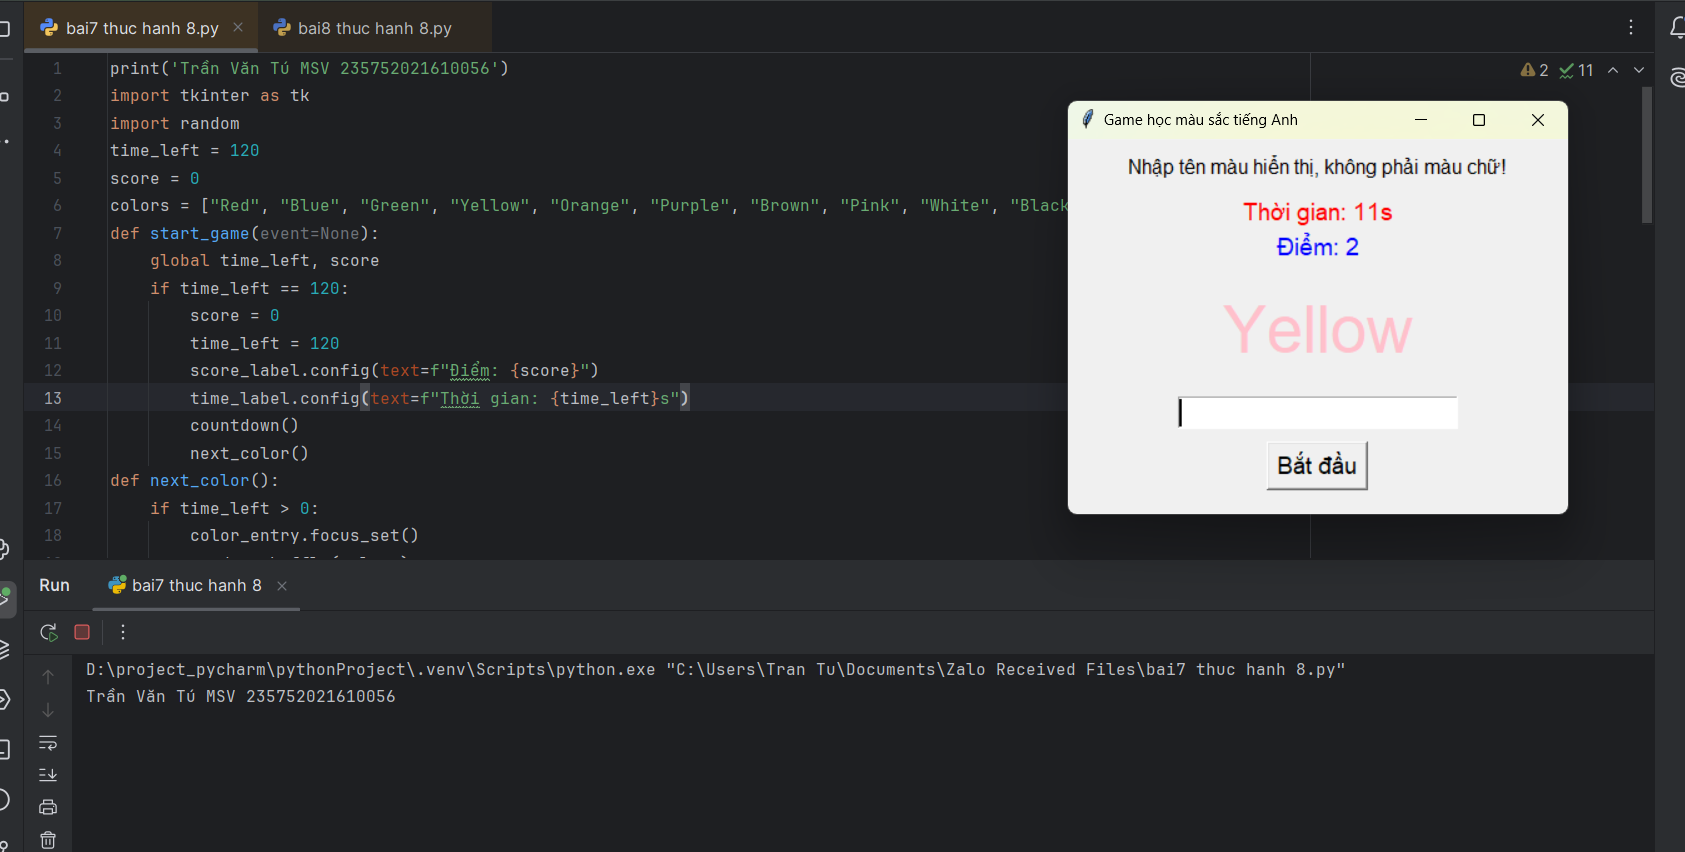 bai7 thuc hanh 8.py
bai8 thuc hanh 8.py
1 print('Trần Văn Tú MSV 235752021610056')
2 import tkinter as tk
3 import random
4 time_left = 120
5 score = 0
6 colors = ["Red", "Blue", "Green", "Yellow", "Orange", "Purple", "Brown", "Pink", "White", "Black
7 def start_game(event=None):
8 global time_left, score
9 if time_left == 120:
10 score = 0
11 time_left = 120
12 score_label.config(text=f"Điểm: {score}")
13 time_label.config(text=f"Thời gian: {time_left}s")
14 countdown()
15 next_color()
16 def next_color():
17 if time_left > 0:
18 color_entry.focus_set()
2 11
Game học màu sắc tiếng Anh
Nhập tên màu hiển thị, không phải màu chữ!
Thời gian: 11s
Điểm: 2
Yellow
Bắt đầu
Run
bai7 thuc hanh 8
D:\project_pycharm\pythonProject\.venv\Scripts\python.exe "C:\Users\Tran Tu\Documents\Zalo Received Files\bai7 thuc hanh 8.py"
Trần Văn Tú MSV 235752021610056